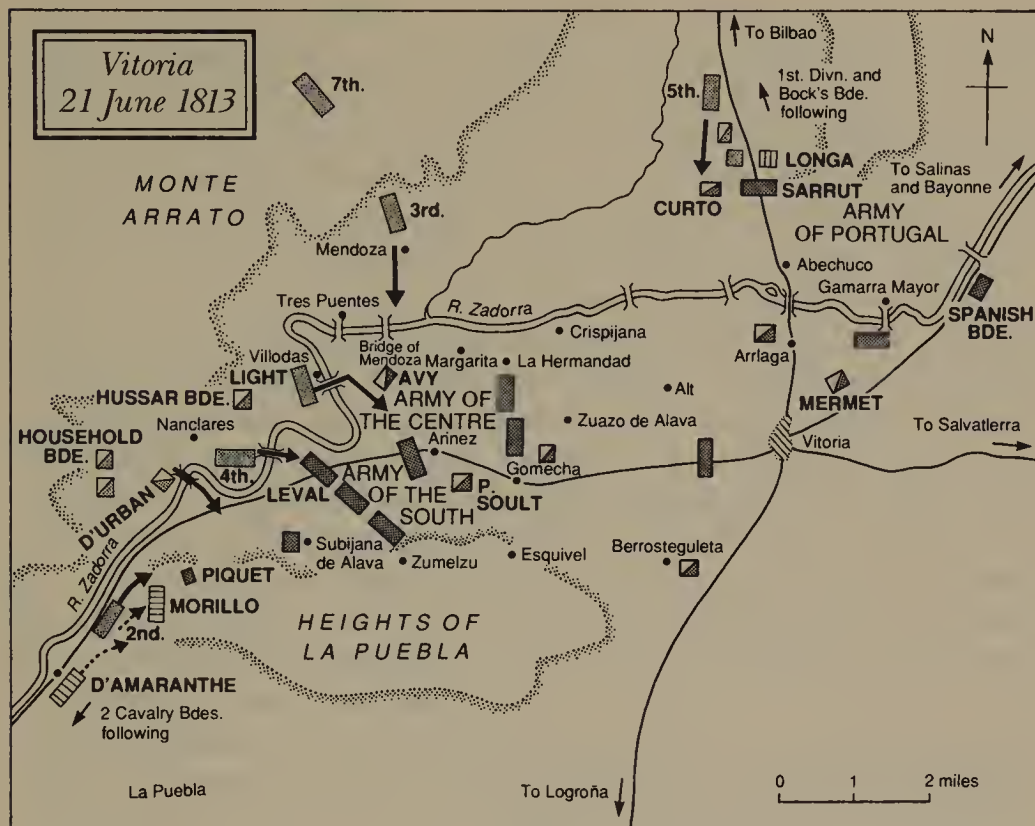 Vitoria
21 June 1813
7th.
MONTE
ARRATO
3rd.
Mendoza
Tres Puentes
Bridge of
Mendoza
5th.
To Bilbao
1st. Divn. and
Bock's Bde.
following
N
LONGA
CURTO
SARRUT
To Salinas
and Bayonne
ARMY
OF PORTUGAL
Abechuco
Gamarra Mayor
SPANISH
BDE.
R. Zadorra
Crispijana
Margarita
La Hermandad
Arrlaga
Villodas
LIGHT
AVY
ARMY OF
THE CENTRE
Alt
MERMET
HUSSAR BDE.
Nanclares
Zuazo de Alava
Vitoria
To Salvatlerra
HOUSEHOLD
BDE.
4th.
Arinez
Gomecha
LEVAL
ARMY
OF THE
SOUTH
P.
SOULT
D'URBAN
R. Zadorra
Subijana
de Alava
Zumelzu
Esquivel
Berrosteguleta
PIQUET
MORILLO
2nd.
HEIGHTS OF
LA PUEBLA
D'AMARANTHE
2 Cavalry Bdes.
following
La Puebla
To Logroña
0 1 2 miles